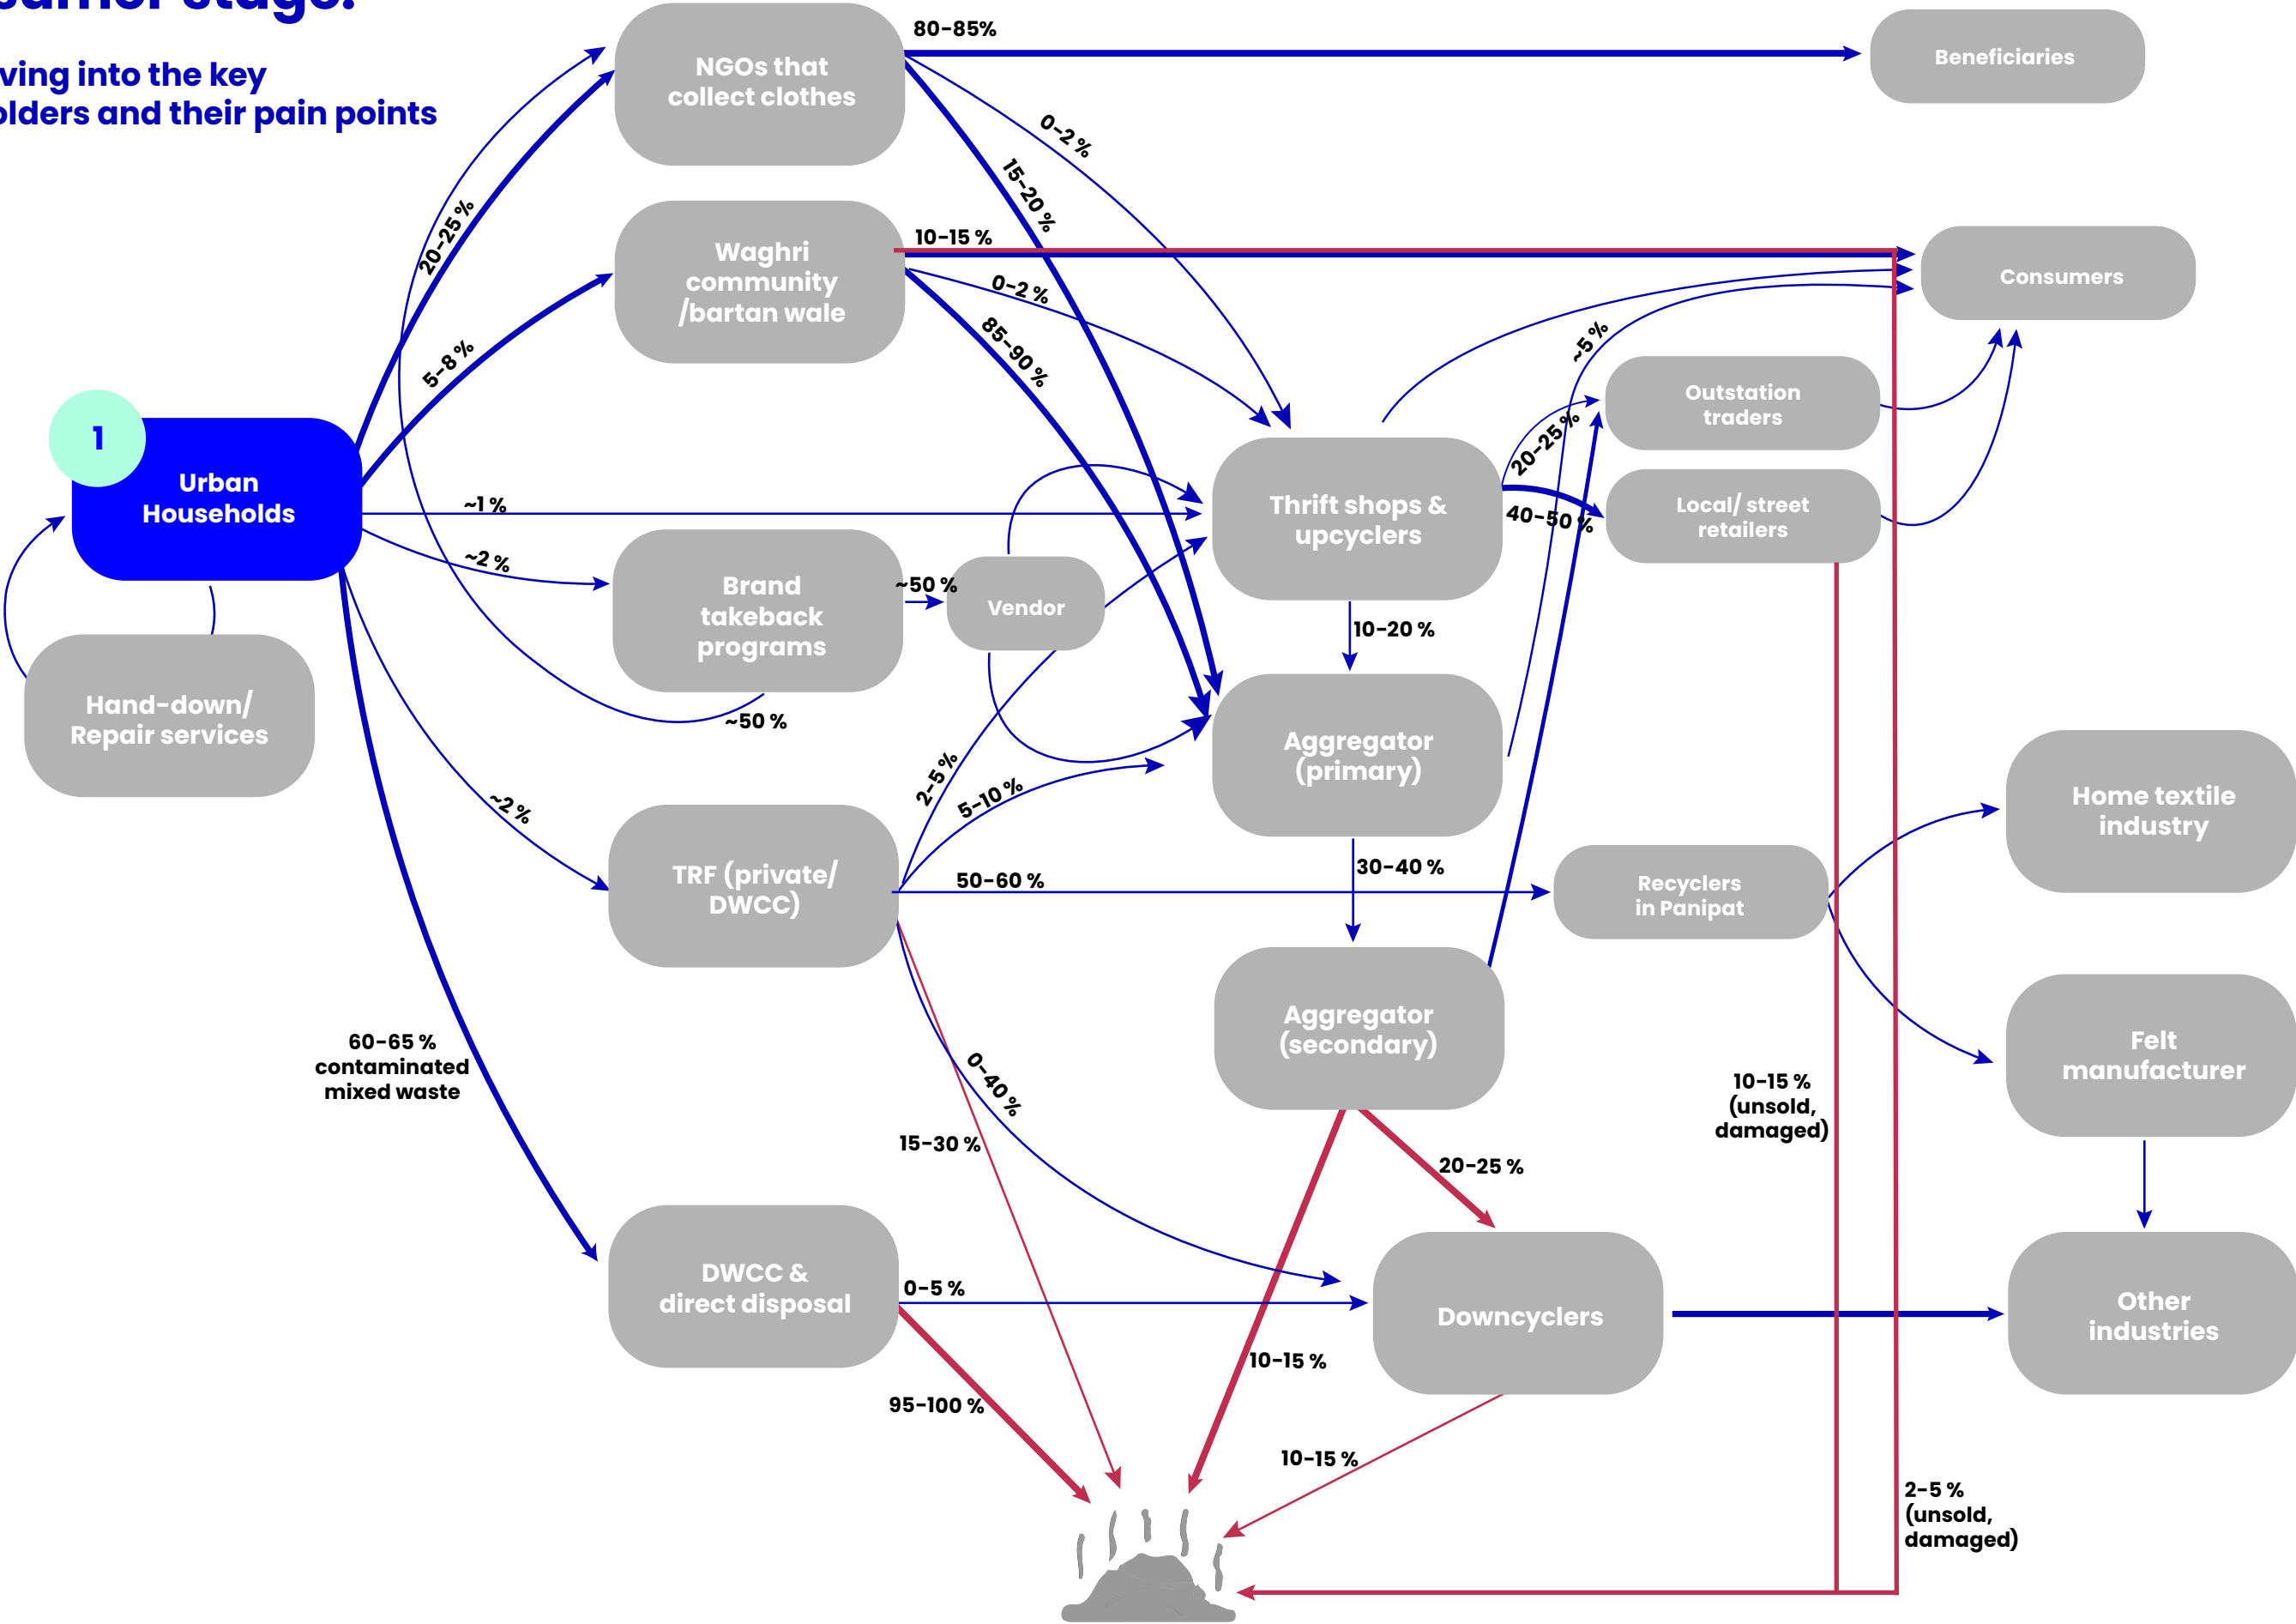 ving into the key
olders and their pain points
80-85%
NGOs that
collect clothes
Beneficiaries
0-2 %
15-20 %
20-25 %
10-15 %
Waghri
community
/bartan wale
Consumers
0-2 %
85-90 %
5-8 %
~5 %
Outstation
traders
20-25 %
1
Urban
Households
~1 %
Thrift shops &
upcyclers
Local/ street
retailers
40-50 %
~2 %
Brand
takeback
programs
~50 %
Vendor
10-20 %
Hand-down/
Repair services
~50 %
Aggregator
(primary)
2-5 %
5-10 %
~2 %
Home textile
industry
30-40 %
TRF (private/
DWCC)
50-60 %
Recyclers
in Panipat
Aggregator
(secondary)
60-65 %
contaminated
mixed waste
Felt
manufacturer
0-40 %
10-15 %
(unsold,
damaged)
15-30 %
20-25 %
DWCC &
direct disposal
0-5 %
Downcyclers
Other
industries
10-15 %
95-100 %
10-15 %
2-5 %
(unsold,
damaged)